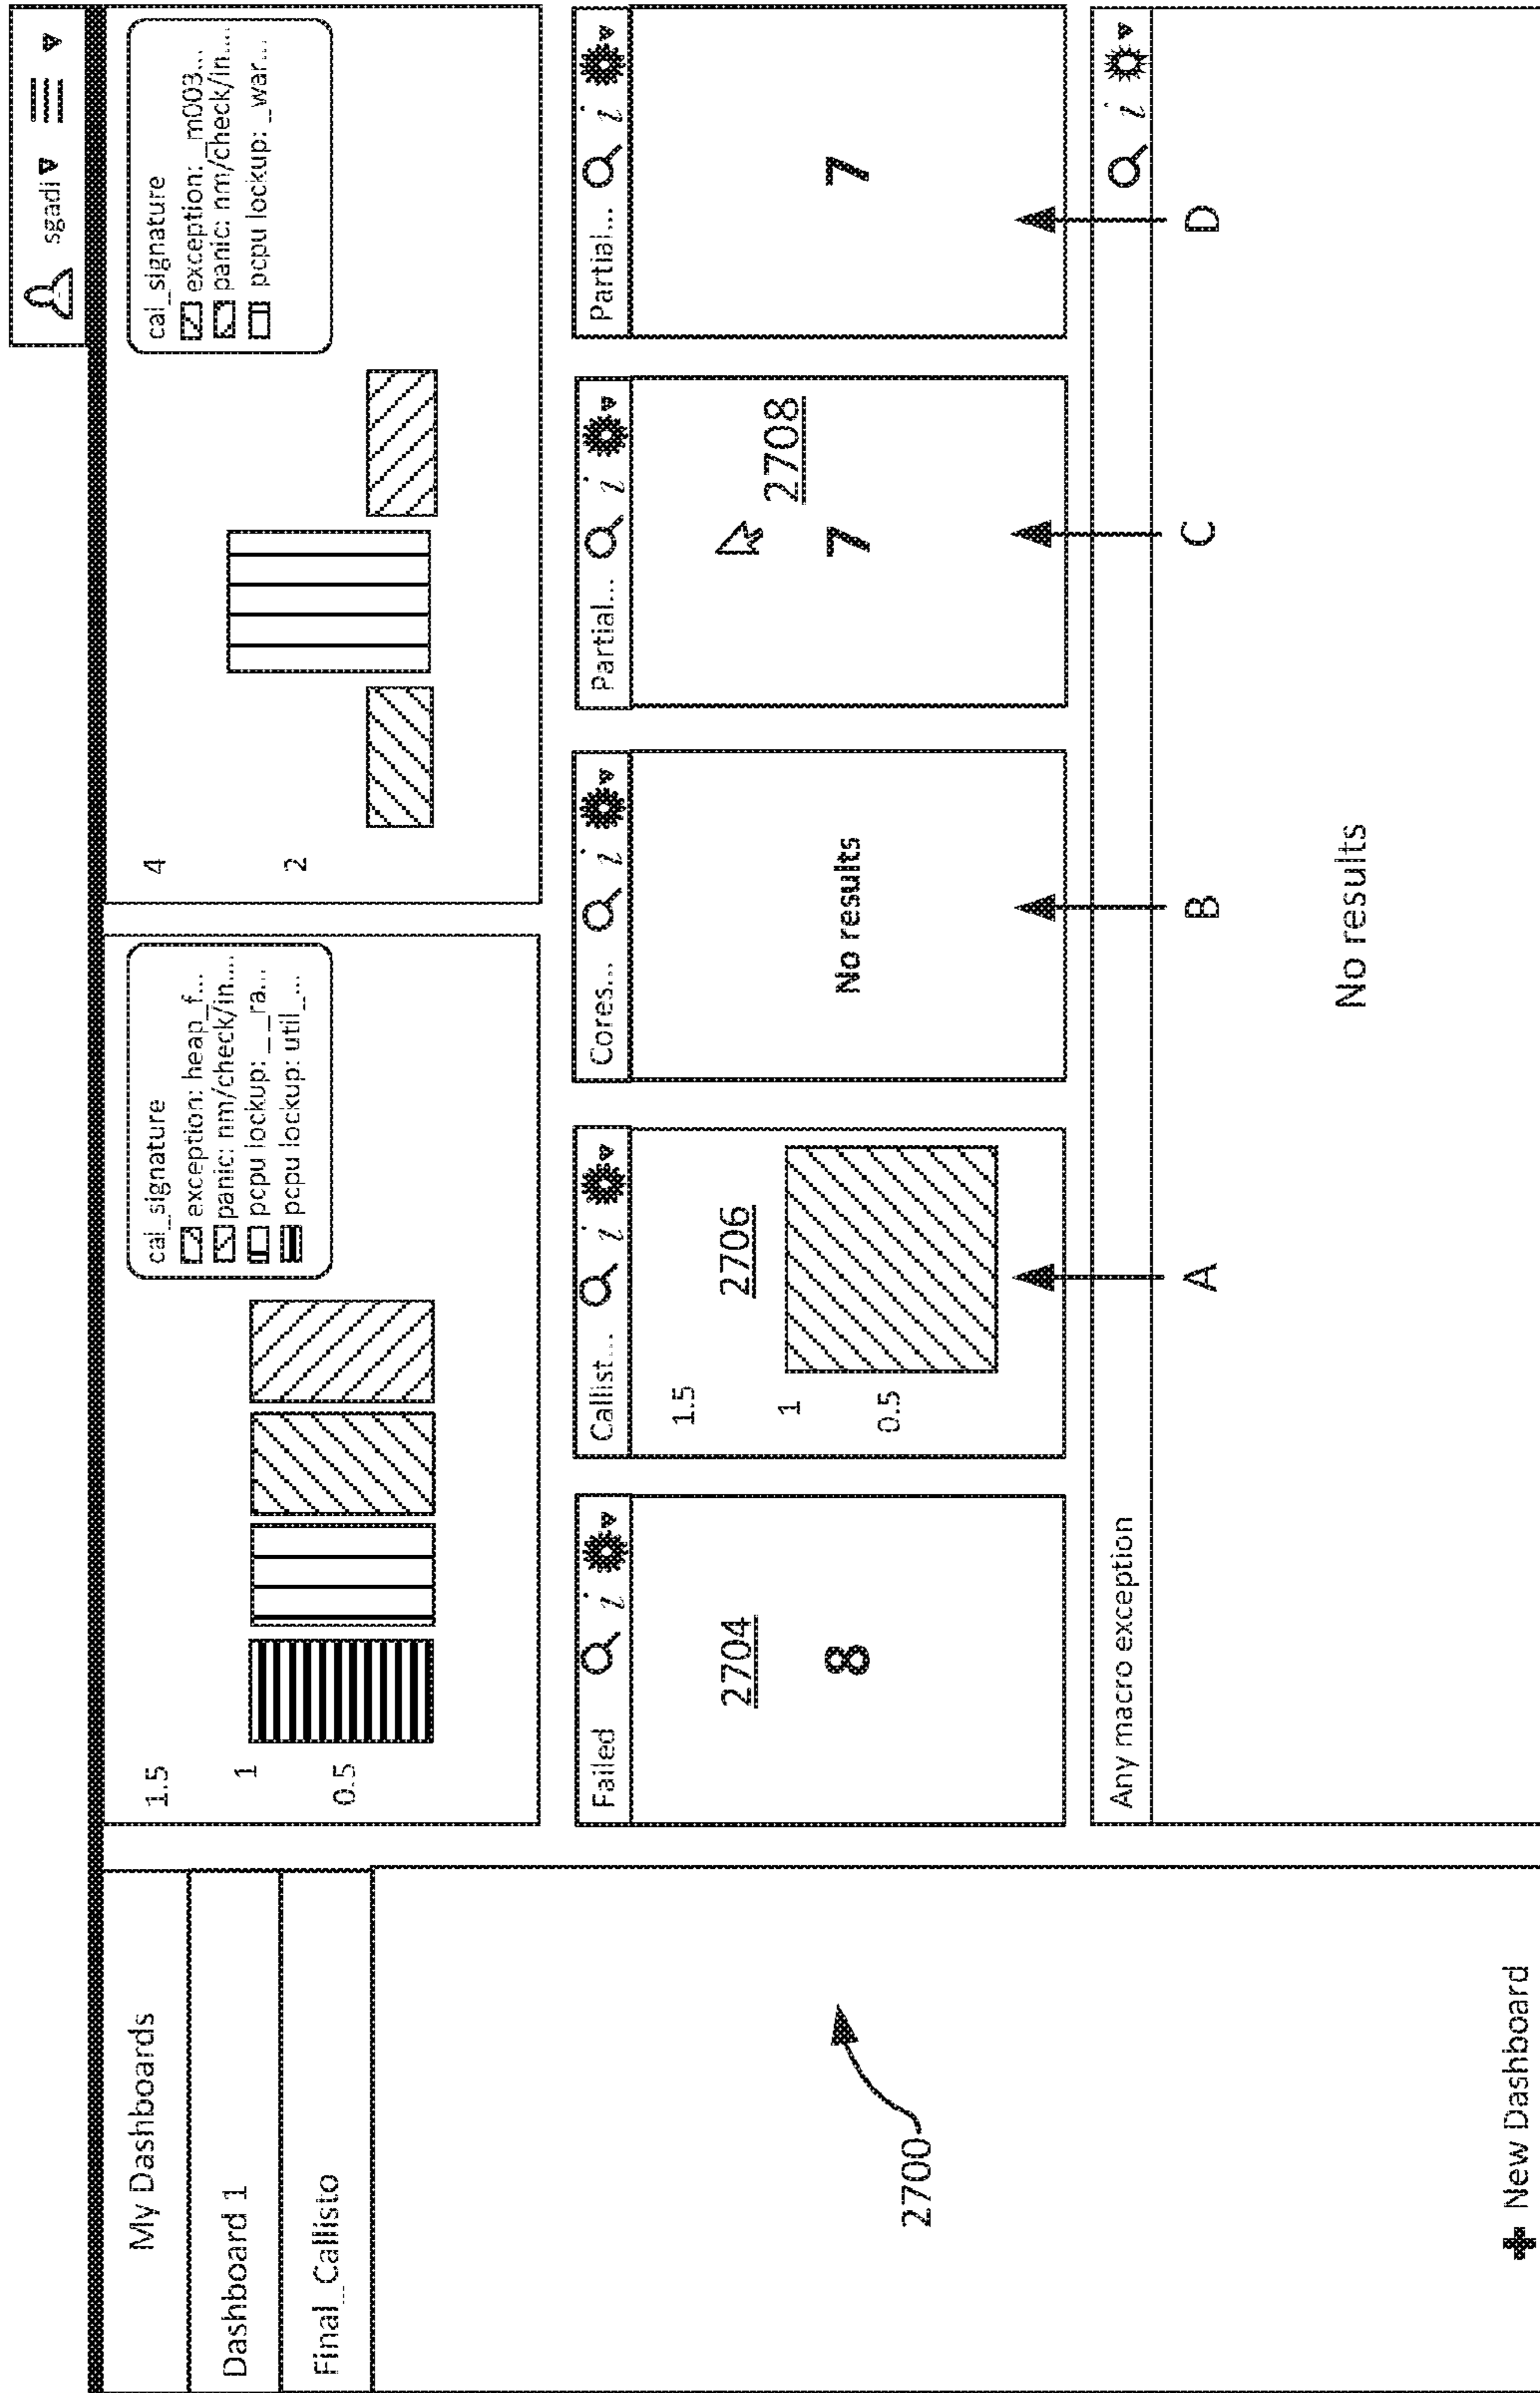 sgadi
My Dashboards
Dashboard 1
Final_Callisto
2700
New Dashboard
1.5
1
0.5
cal_signature
exception: heap_f...
panic: nm/check/in....
pcpu lockup: __ra...
pcpu lockup: util_...
4
2
cal_signature
exception: _m003...
panic: nm/check/in....
pcpu lockup: _war...
Failed i
2704
8
Callist... i
2706
1.5
1
0.5
Cores... i
No results
Partial... i
2708
7
Partial... i
7
A
B
C
D
Any macro exception i
No results